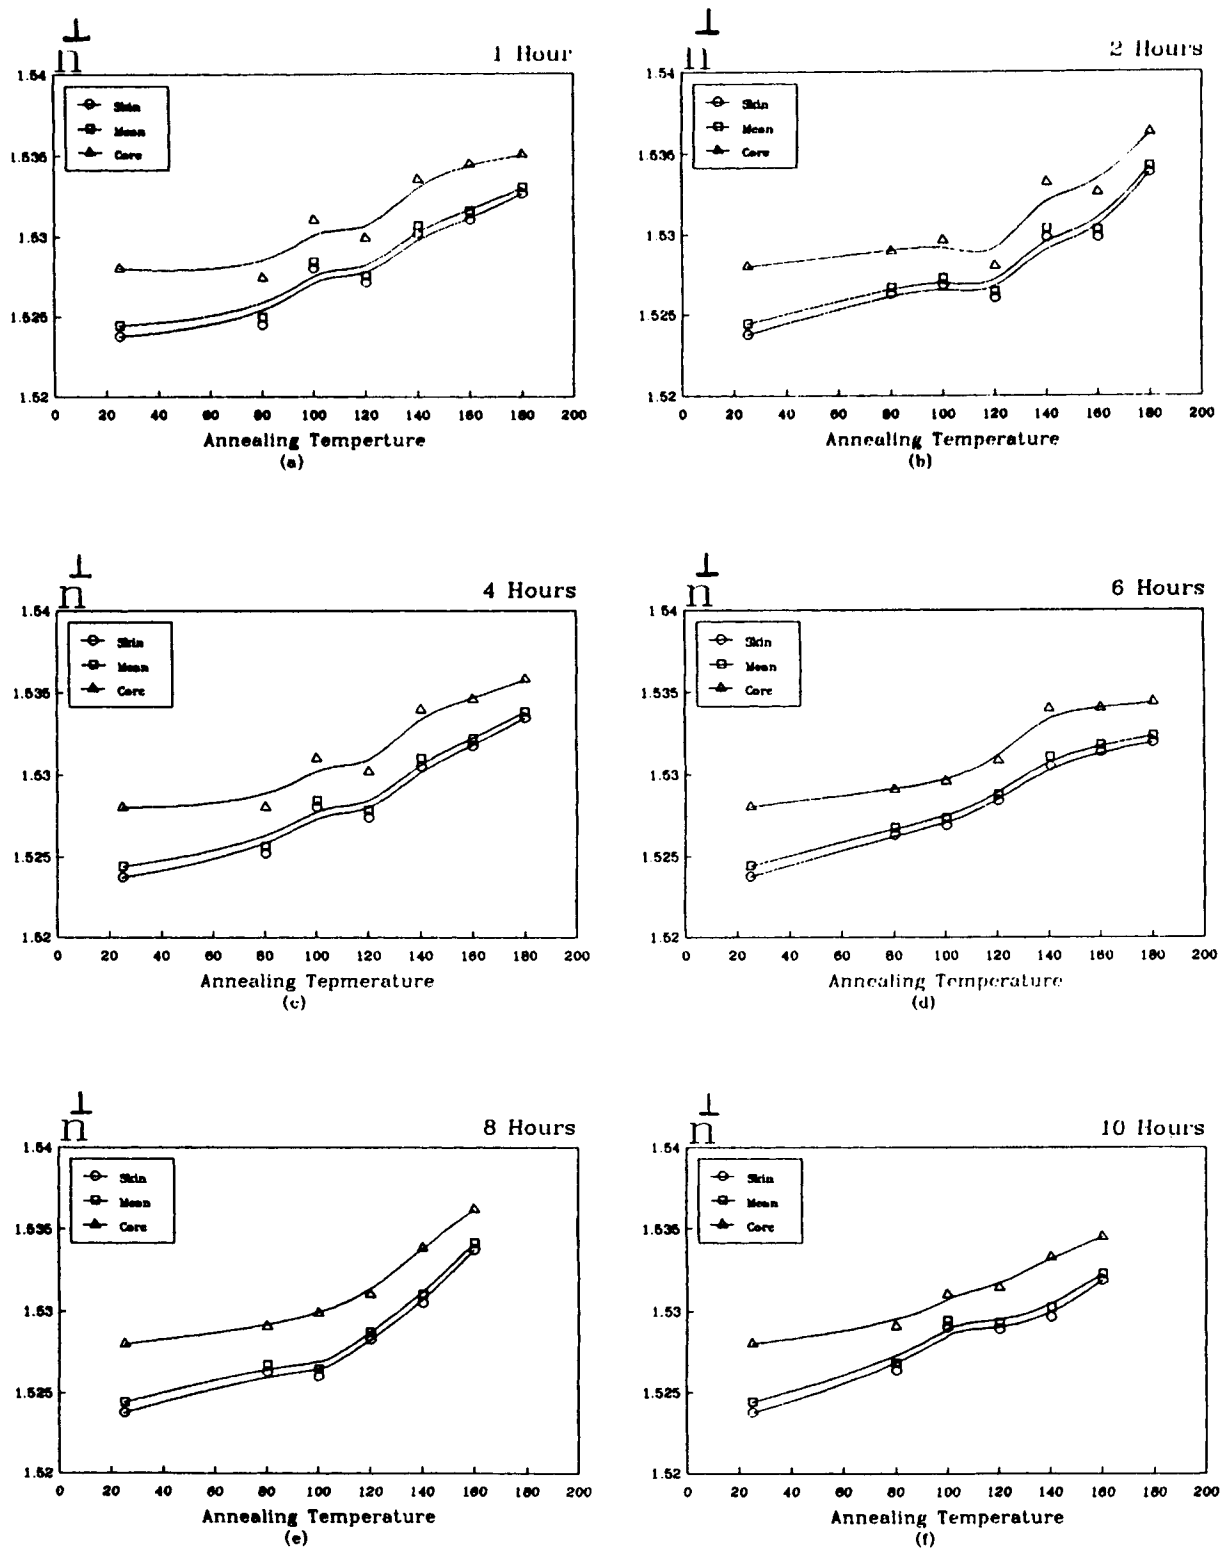 n⊥
1 Hour
1.54
Skin
Mean
Core
1.535
1.53
1.525
1.52
0 20 40 60 80 100 120 140 160 180 200
Annealing Temperture
(a)
n⊥
2 Hours
1.54
Skin
Mean
Core
1.535
1.53
1.525
1.52
0 20 40 60 80 100 120 140 160 180 200
Annealing Temperature
(b)
n⊥
4 Hours
1.54
Skin
Mean
Core
1.535
1.53
1.525
1.52
0 20 40 60 80 100 120 140 160 180 200
Annealing Tepmerature
(c)
n⊥
6 Hours
1.54
Skin
Mean
Core
1.535
1.53
1.525
1.52
0 20 40 60 80 100 120 140 160 180 200
Annealing Temperature
(d)
n⊥
8 Hours
1.54
Skin
Mean
Core
1.535
1.53
1.525
1.52
0 20 40 60 80 100 120 140 160 180 200
Annealing Temperature
(e)
n⊥
10 Hours
1.54
Skin
Mean
Core
1.535
1.53
1.525
1.52
0 20 40 60 80 100 120 140 160 180 200
Annealing Temperature
(f)